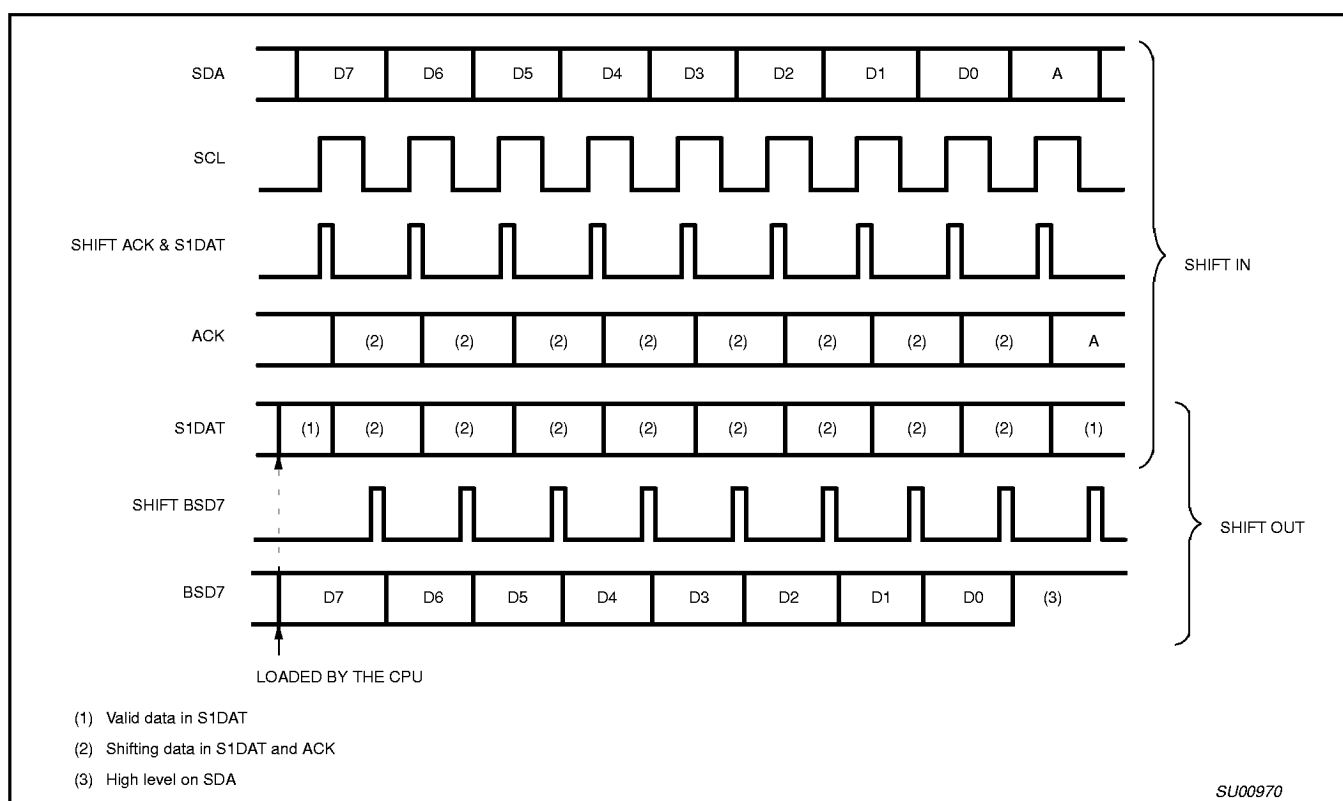 SDA D7 D6 D5 D4 D3 D2 D1 D0 A
SCL
SHIFT ACK & S1DAT
SHIFT IN
ACK (2) (2) (2) (2) (2) (2) (2) (2) A
S1DAT (1) (2) (2) (2) (2) (2) (2) (2) (2) (1)
SHIFT BSD7
SHIFT OUT
BSD7 D7 D6 D5 D4 D3 D2 D1 D0 (3)
LOADED BY THE CPU
(1) Valid data in S1DAT
(2) Shifting data in S1DAT and ACK
(3) High level on SDA
SU00970